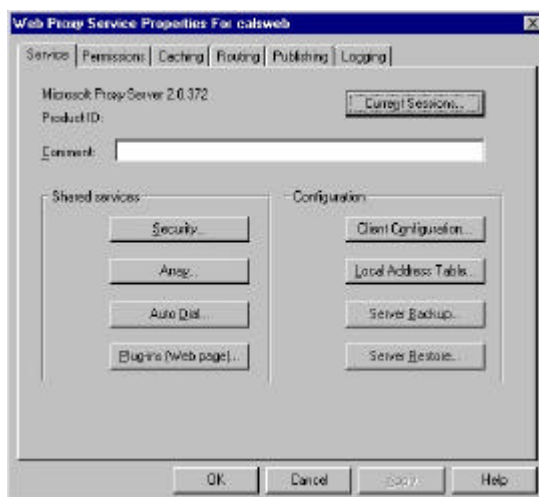 Web Proxy Service Properties For calsweb
Service Permissions Caching Routing Publishing Logging
Microsoft Proxy Server 2.0.372
Current Sessions...
Product ID:
Comment:
Shared services
Configuration
Security...
Client Configuration...
Array...
Local Address Table...
Auto Dial...
Server Backup...
Plug-ins (Web page)...
Server Restore...
OK Cancel Apply Help